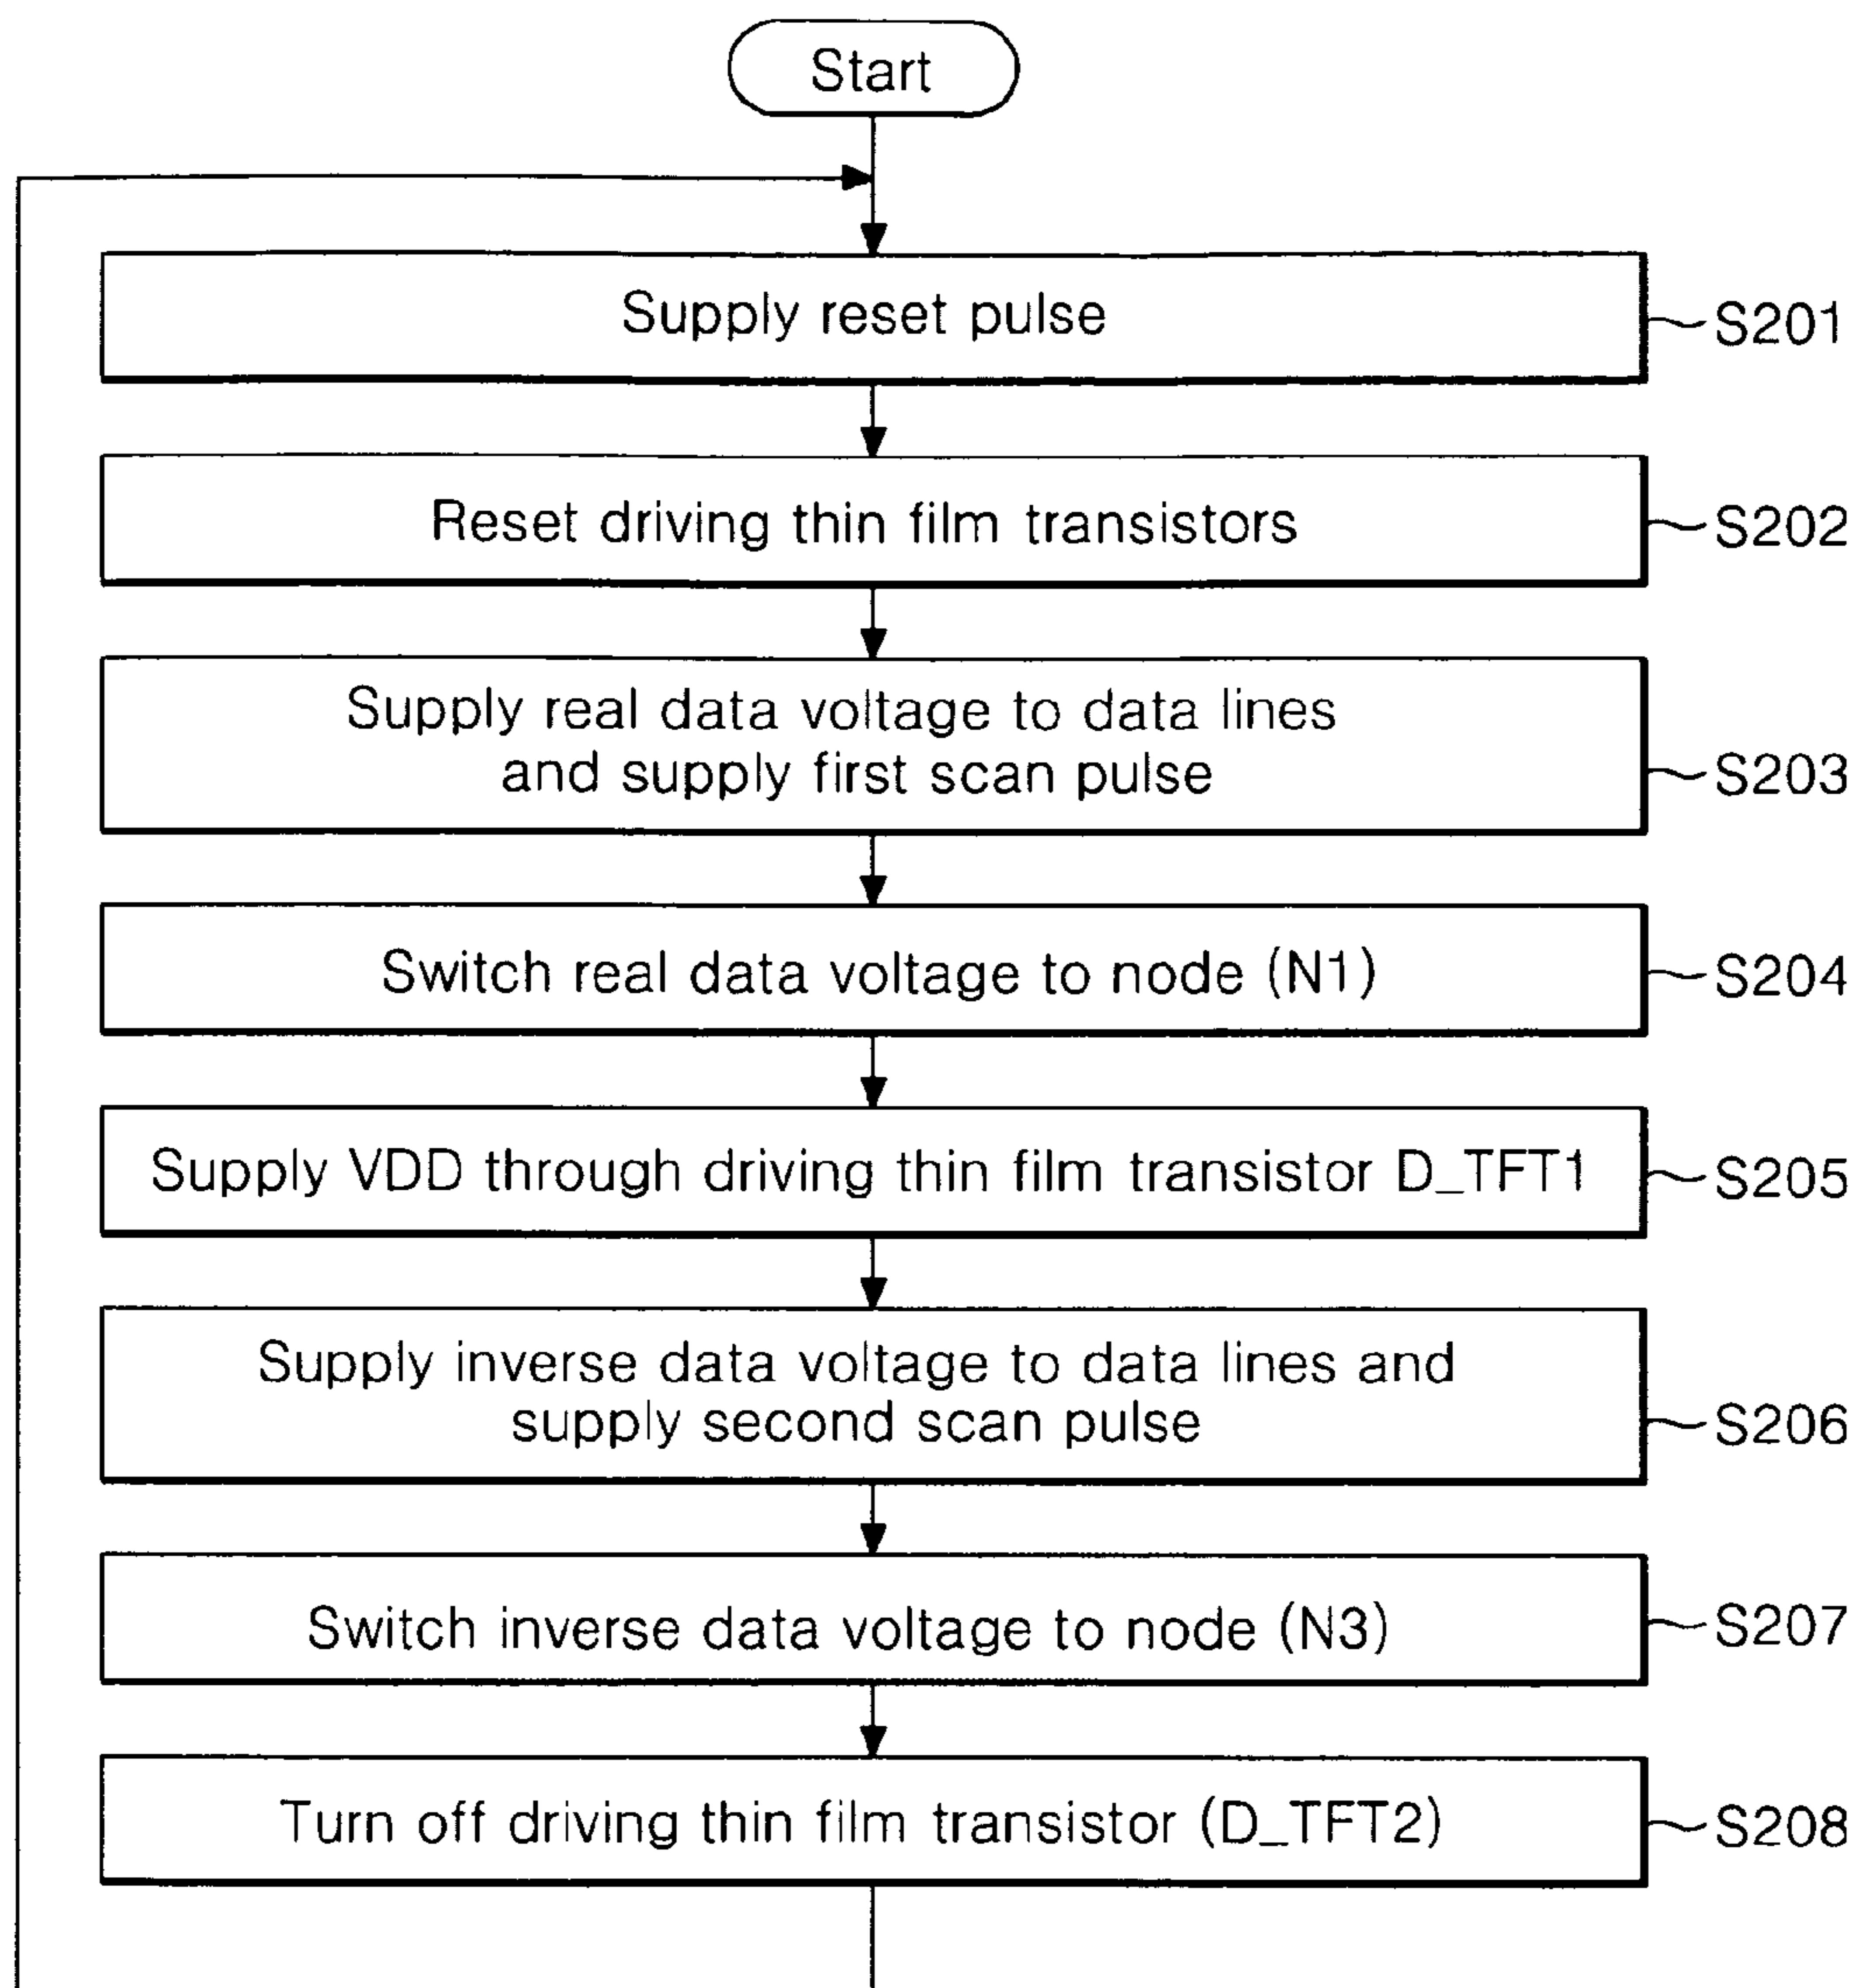 Start
Supply reset pulse
S201
Reset driving thin film transistors
S202
Supply real data voltage to data lines
and supply first scan pulse
S203
Switch real data voltage to node (N1)
S204
Supply VDD through driving thin film transistor D_TFT1
S205
Supply inverse data voltage to data lines and
supply second scan pulse
S206
Switch inverse data voltage to node (N3)
S207
Turn off driving thin film transistor (D_TFT2)
S208